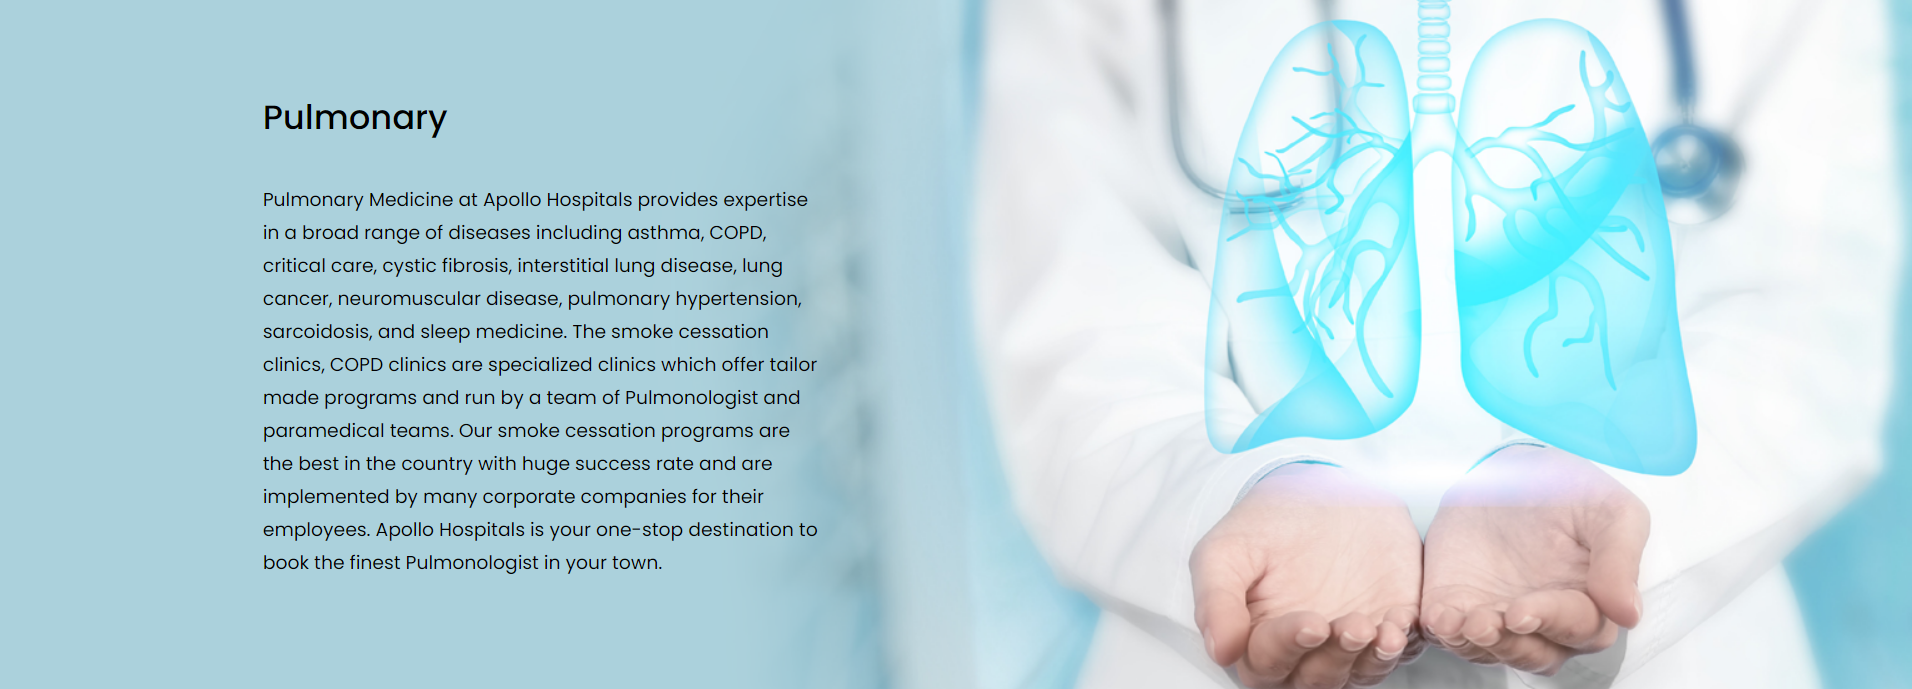 Pulmonary
Pulmonary Medicine at Apollo Hospitals provides expertise
in a broad range of diseases including asthma, COPD,
critical care, cystic fibrosis, interstitial lung disease, lung
cancer, neuromuscular disease, pulmonary hypertension,
sarcoidosis, and sleep medicine. The smoke cessation
clinics, COPD clinics are specialized clinics which offer tailor
made programs and run by a team of Pulmonologist and
paramedical teams. Our smoke cessation programs are
the best in the country with huge success rate and are
implemented by many corporate companies for their
employees. Apollo Hospitals is your one-stop destination to
book the finest Pulmonologist in your town.